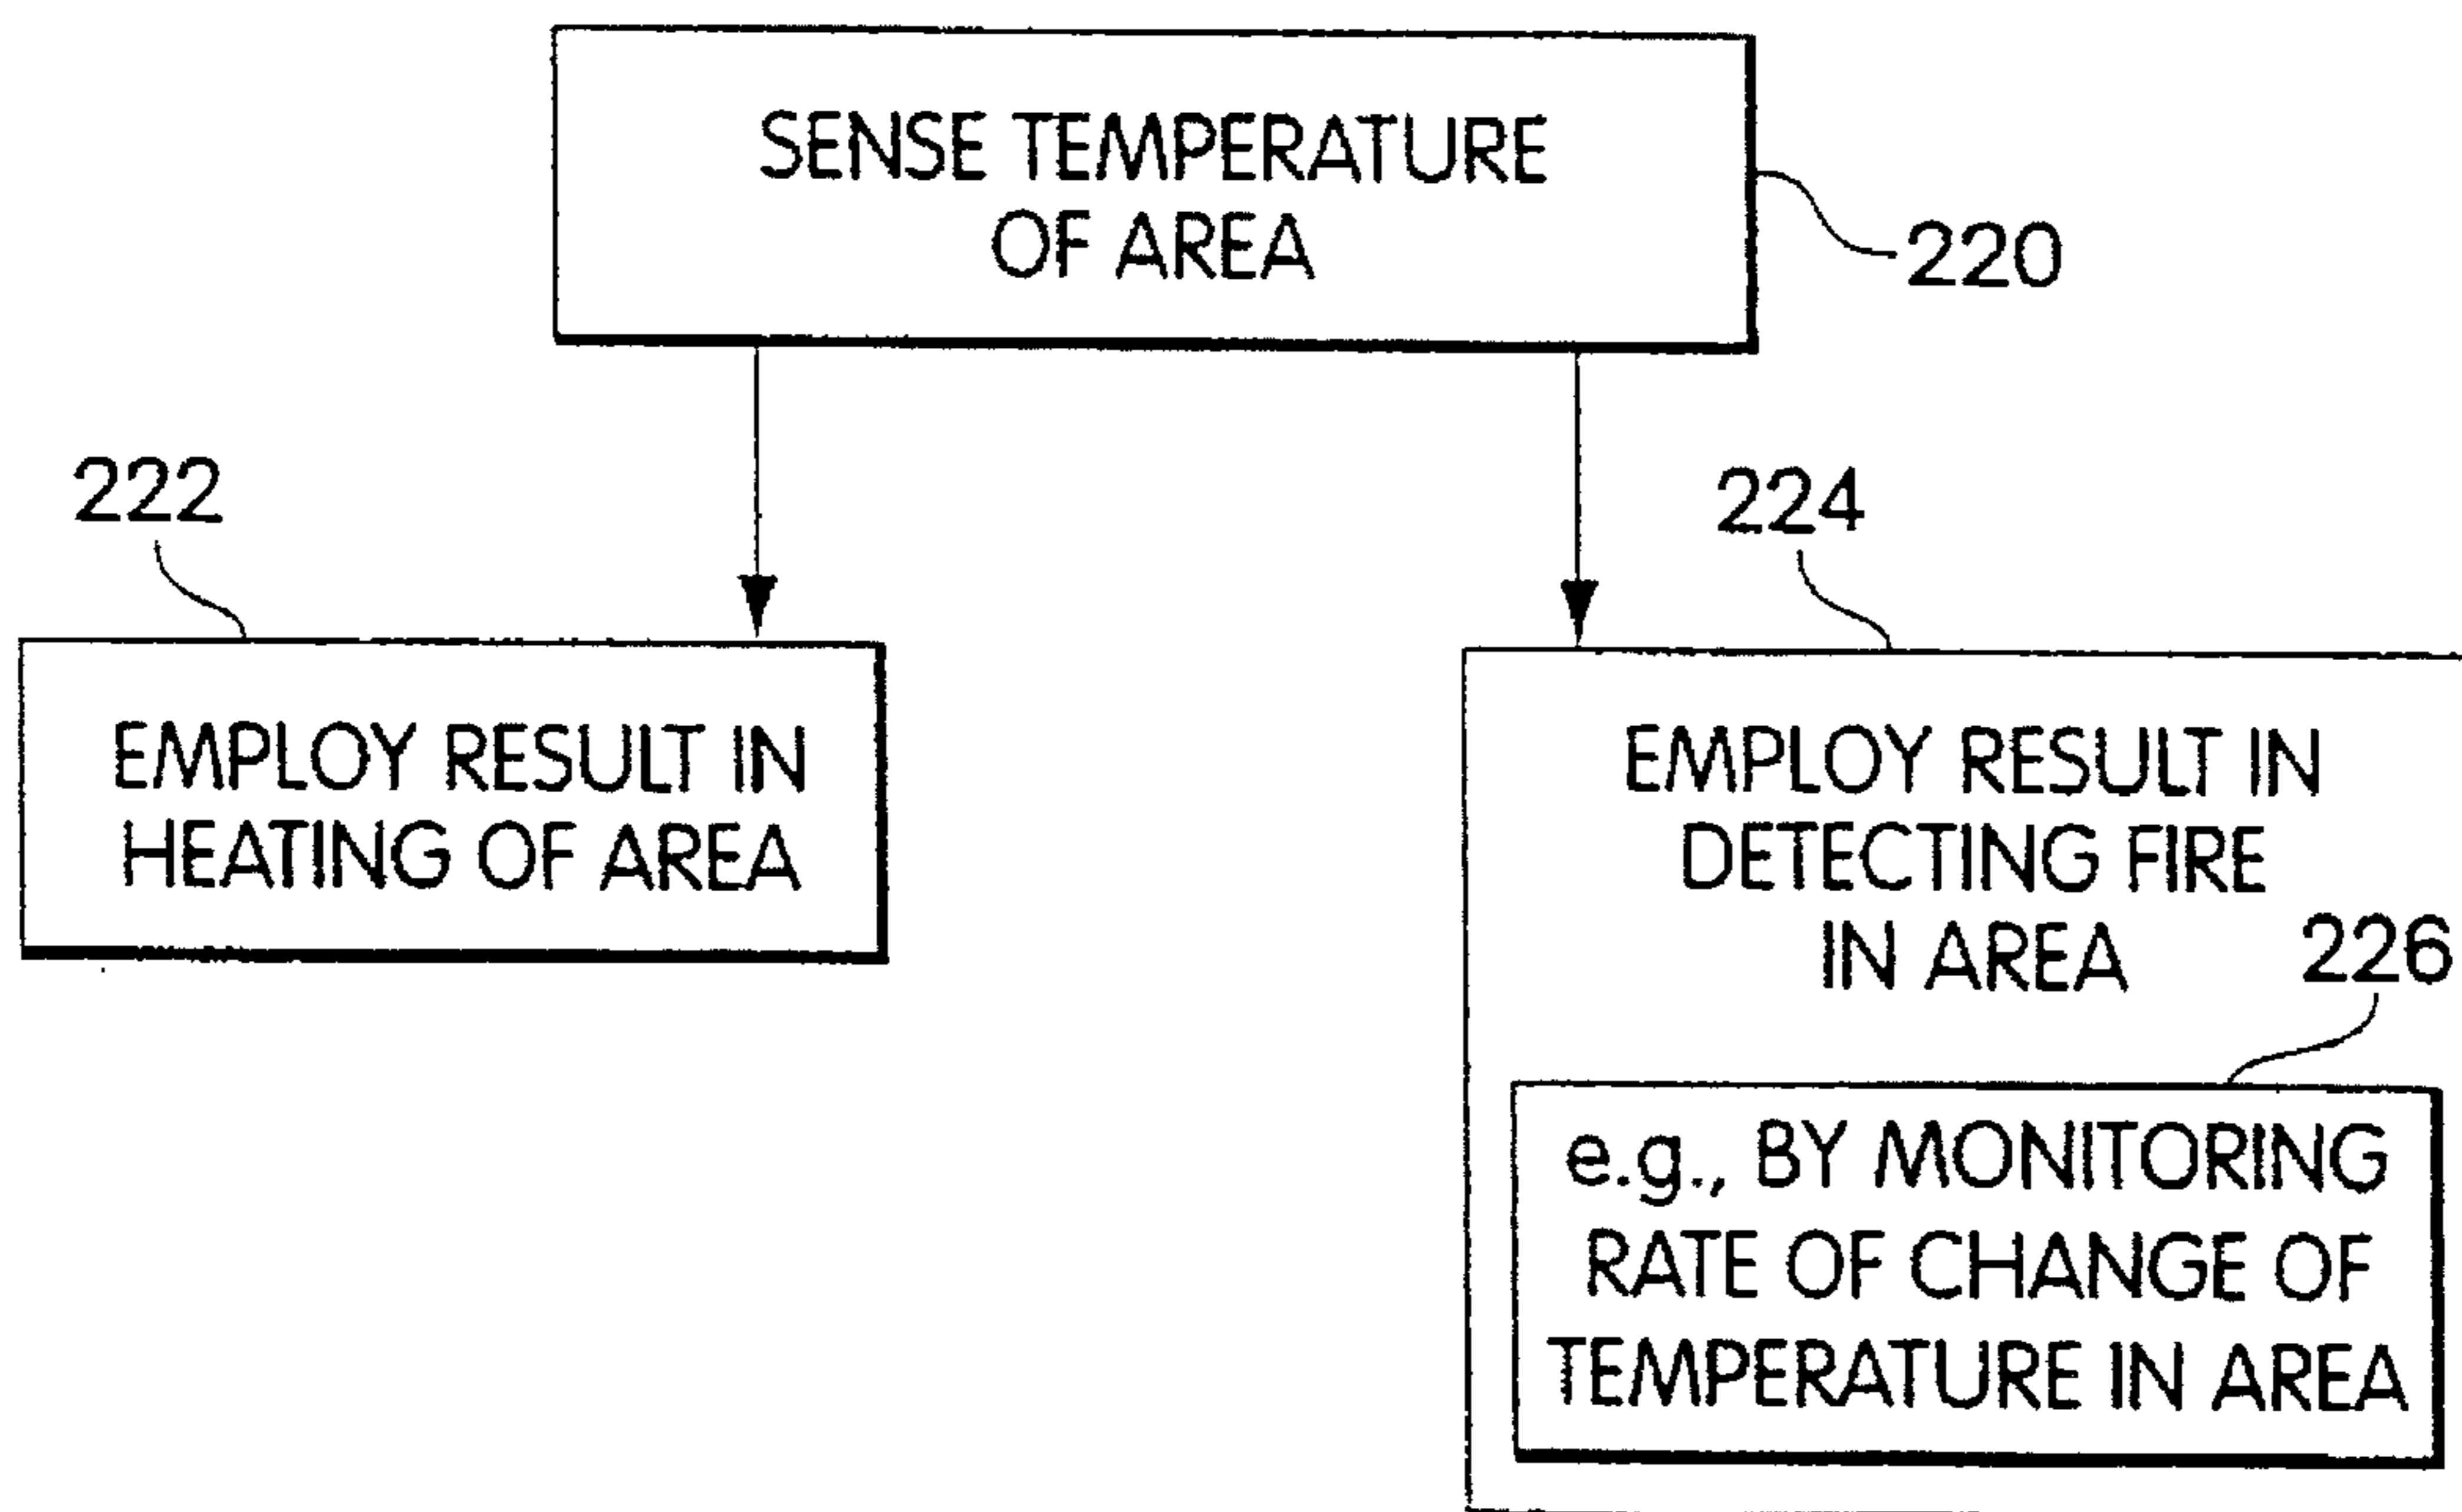 SENSE TEMPERATURE
OF AREA
220
222
224
EMPLOY RESULT IN
HEATING OF AREA
EMPLOY RESULT IN
DETECTING FIRE
IN AREA
226
e.g., BY MONITORING
RATE OF CHANGE OF
TEMPERATURE IN AREA